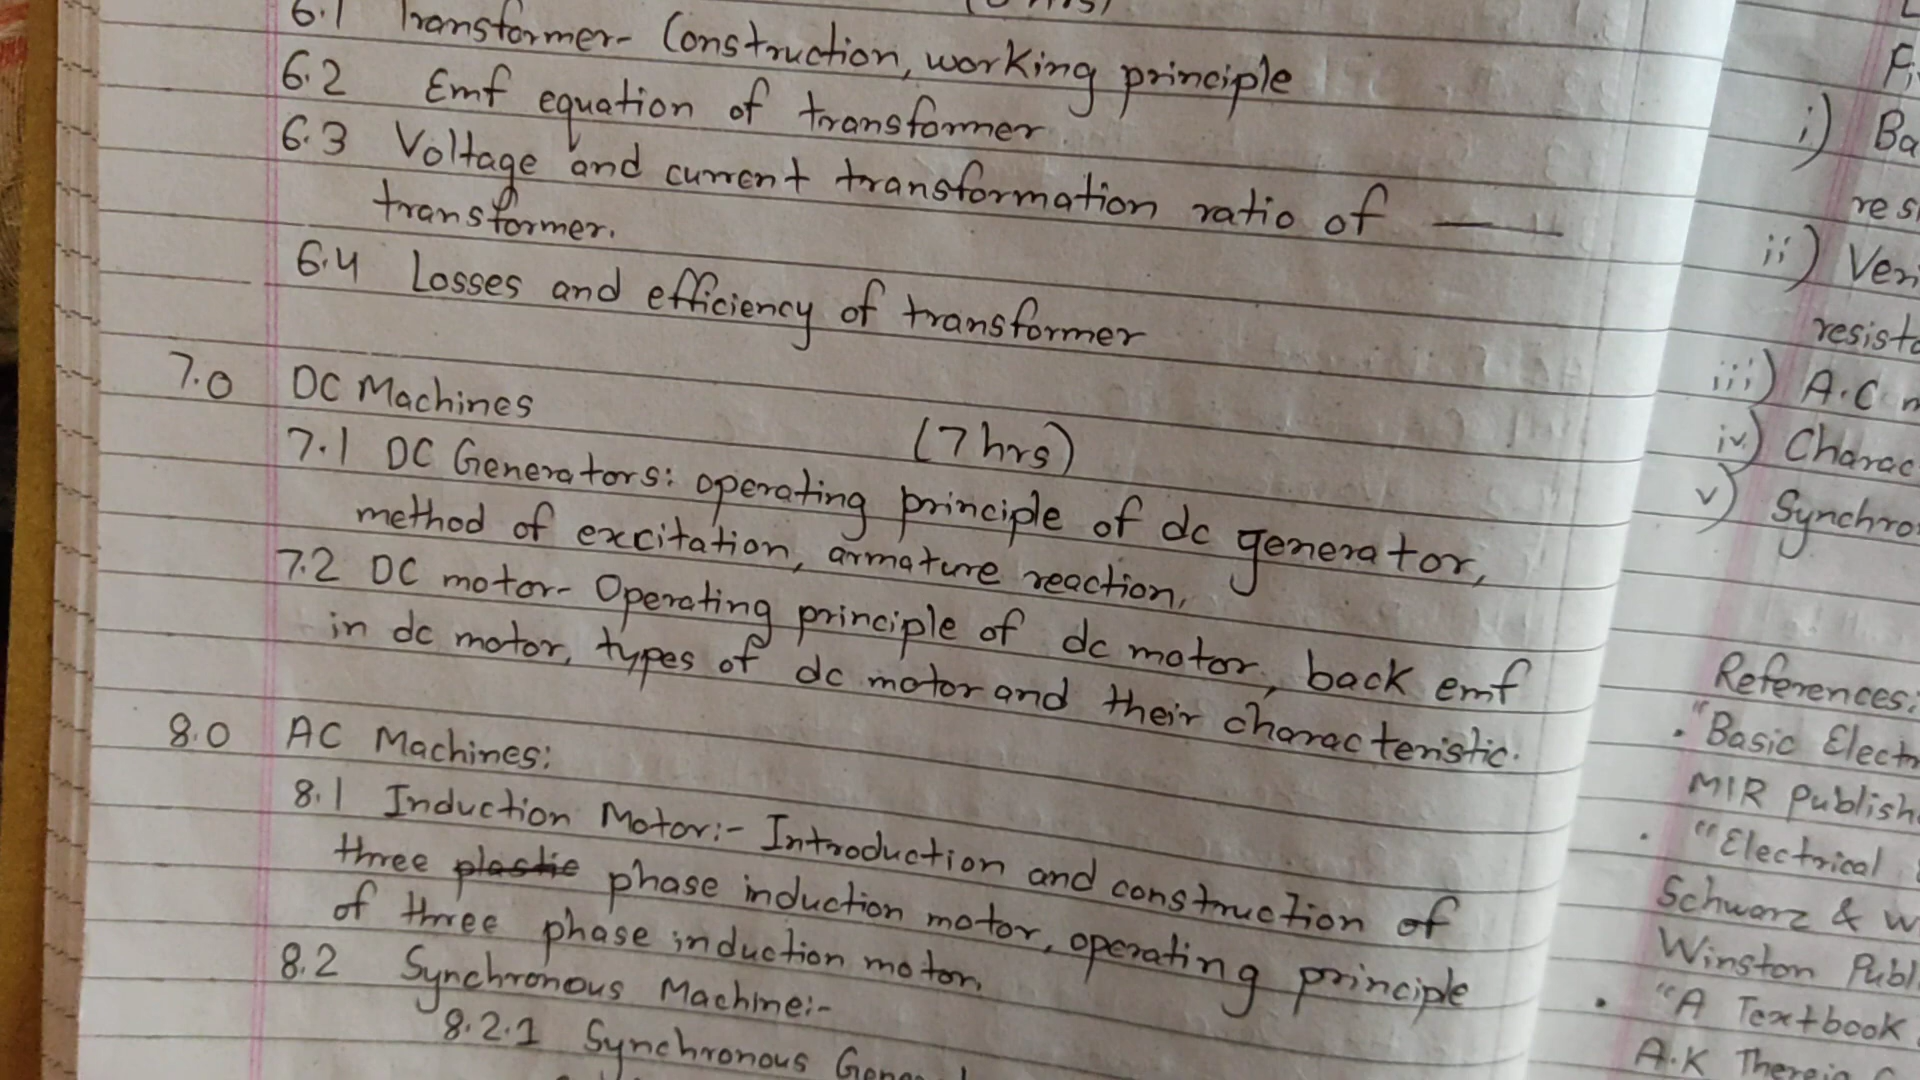 6.1 Transformer- Construction, working principle
6.2 Emf equation of transformer.
6.3 Voltage and current transformation ratio of —
transformer.
6.4 Losses and efficiency of transformer
7.0 DC Machines (7 hrs)
7.1 DC Generators: operating principle of dc generator,
method of excitation, armature reaction,
7.2 DC motor- Operating principle of dc motor, back emf
in dc motor, types of dc motor and their characteristic.
8.0 AC Machines:
8.1 Induction Motor:- Introduction and construction of
three plastic phase induction motor, operating principle
of three phase induction motor,
8.2 Synchronous Machine:-
8.2.1 Synchronous
i) Ba
ii) Veri
resist
iii) A.C
iv) Charac
v) Synchro
References:
• "Basic Elect
MIR Publish
• "Electrical
Schwarz & W
Winston Publ
• "A Textbook
A.K